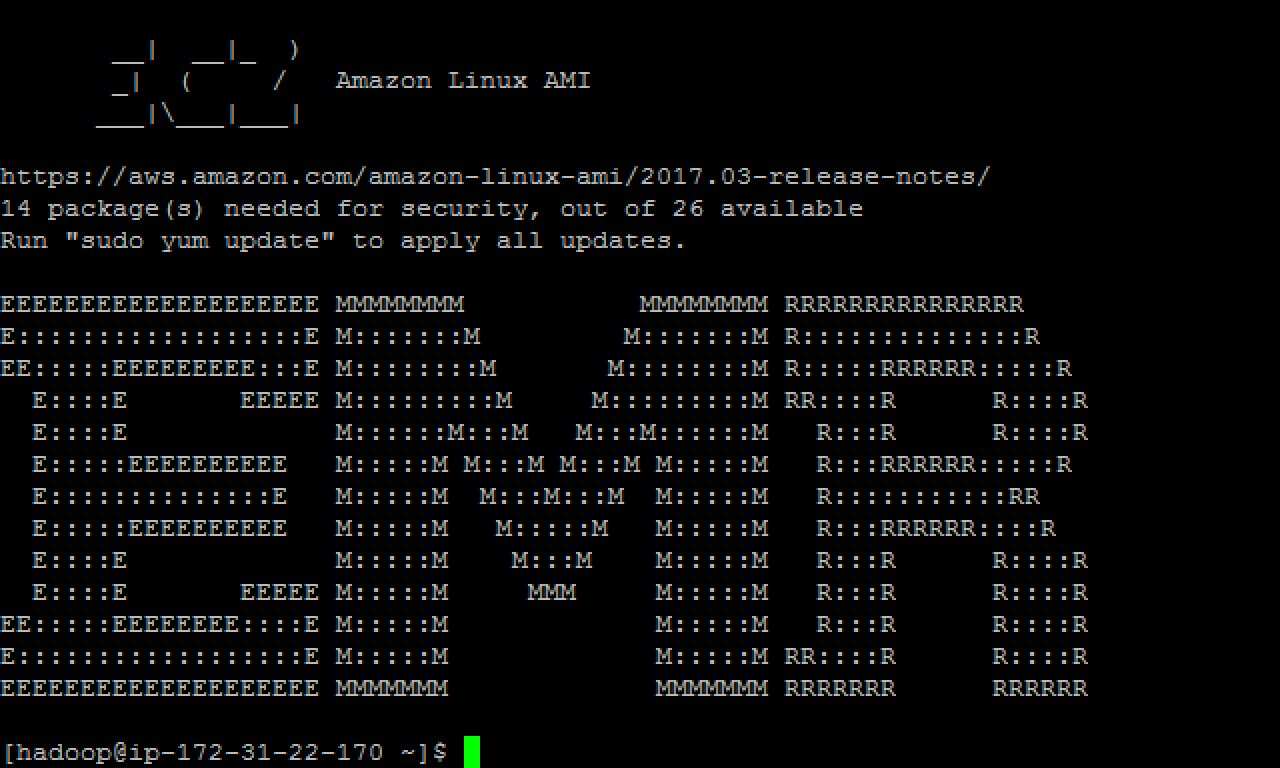 __|  __|_  )
       _|  (     /   Amazon Linux AMI
      ___|\___|___|
https://aws.amazon.com/amazon-linux-ami/2017.03-release-notes/
14 package(s) needed for security, out of 26 available
Run "sudo yum update" to apply all updates.
EEEEEEEEEEEEEEEEEEEE MMMMMMMM           MMMMMMMM RRRRRRRRRRRRRRR
E::::::::::::::::::E M:::::::M         M:::::::M R::::::::::::::R
EE:::::EEEEEEEEE:::E M::::::::M       M::::::::M R:::::RRRRRR:::::R
  E::::E       EEEEE M:::::::::M     M:::::::::M RR::::R      R::::R
  E::::E             M::::::M:::M   M:::M::::::M   R:::R      R::::R
  E:::::EEEEEEEEEE   M:::::M M:::M M:::M M:::::M   R:::RRRRRR:::::R
  E::::::::::::::E   M:::::M  M:::M:::M  M:::::M   R:::::::::::RR
  E:::::EEEEEEEEEE   M:::::M   M:::::M   M:::::M   R:::RRRRRR::::R
  E::::E             M:::::M    M:::M    M:::::M   R:::R      R::::R
  E::::E       EEEEE M:::::M     MMM     M:::::M   R:::R      R::::R
EE:::::EEEEEEEE::::E M:::::M             M:::::M   R:::R      R::::R
E::::::::::::::::::E M:::::M             M:::::M RR::::R      R::::R
EEEEEEEEEEEEEEEEEEEE MMMMMMM             MMMMMMM RRRRRRR      RRRRRR
[hadoop@ip-172-31-22-170 ~]$